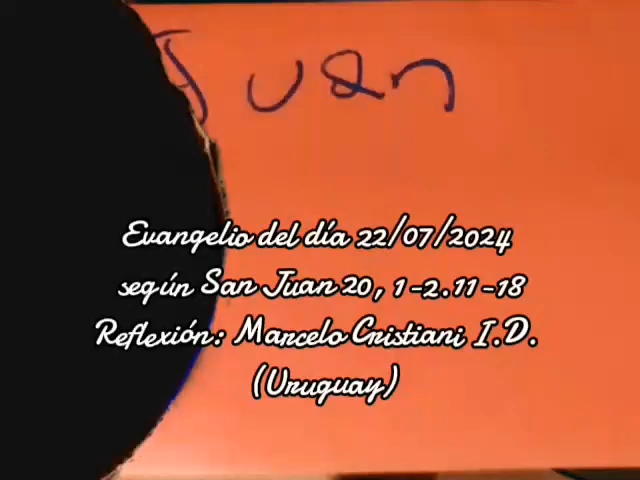 Juan
Evangelio del día 22/07/2024
según San Juan 20, 1-2.11-18
Reflexión: Marcelo Cristiani I.D.
(Uruguay)